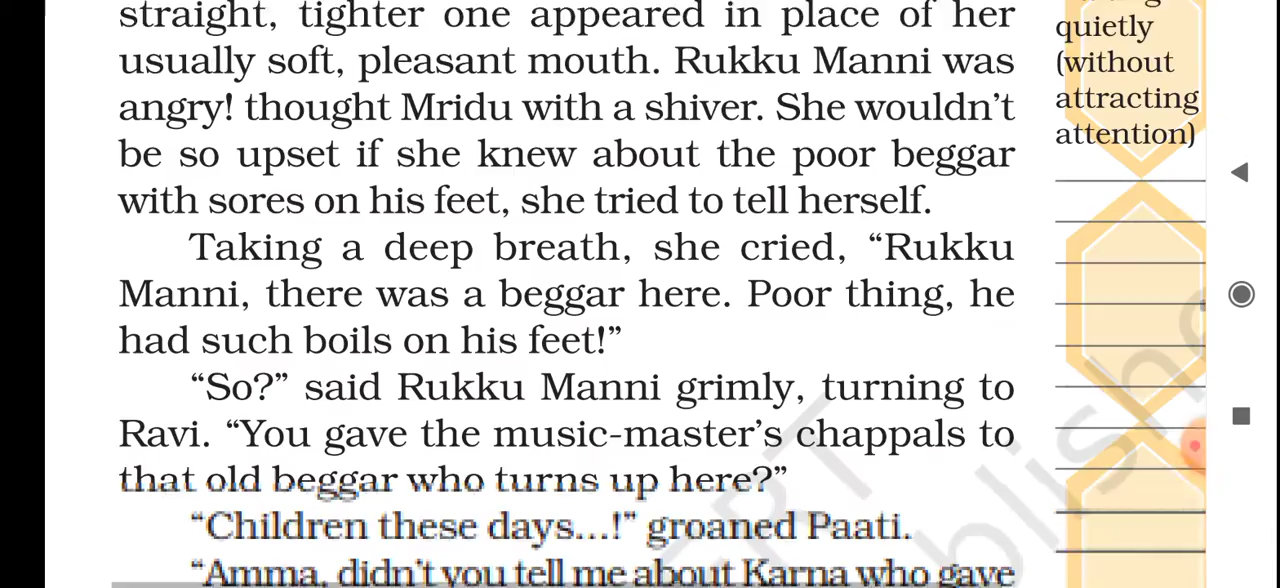 straight, tighter one appeared in place of her
usually soft, pleasant mouth. Rukku Manni was
angry! thought Mridu with a shiver. She wouldn’t
be so upset if she knew about the poor beggar
with sores on his feet, she tried to tell herself.
Taking a deep breath, she cried, “Rukku
Manni, there was a beggar here. Poor thing, he
had such boils on his feet!”
“So?” said Rukku Manni grimly, turning to
Ravi. “You gave the music-master’s chappals to
that old beggar who turns up here?”
“Children these days...!” groaned Paati.
“Amma, didn’t you tell me about Karna who gave
quietly
(without
attracting
attention)